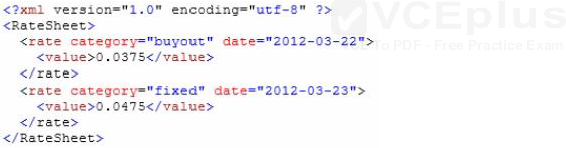 <?xml version="1.0" encoding="utf-8" ?>
<RateSheet>
  <rate category="buyout" date="2012-03-22">
    <value>0.0375</value>
  </rate>
  <rate category="fixed" date="2012-03-23">
    <value>0.0475</value>
  </rate>
</RateSheet>
VCEplus
To PDF - Free Practice Exam